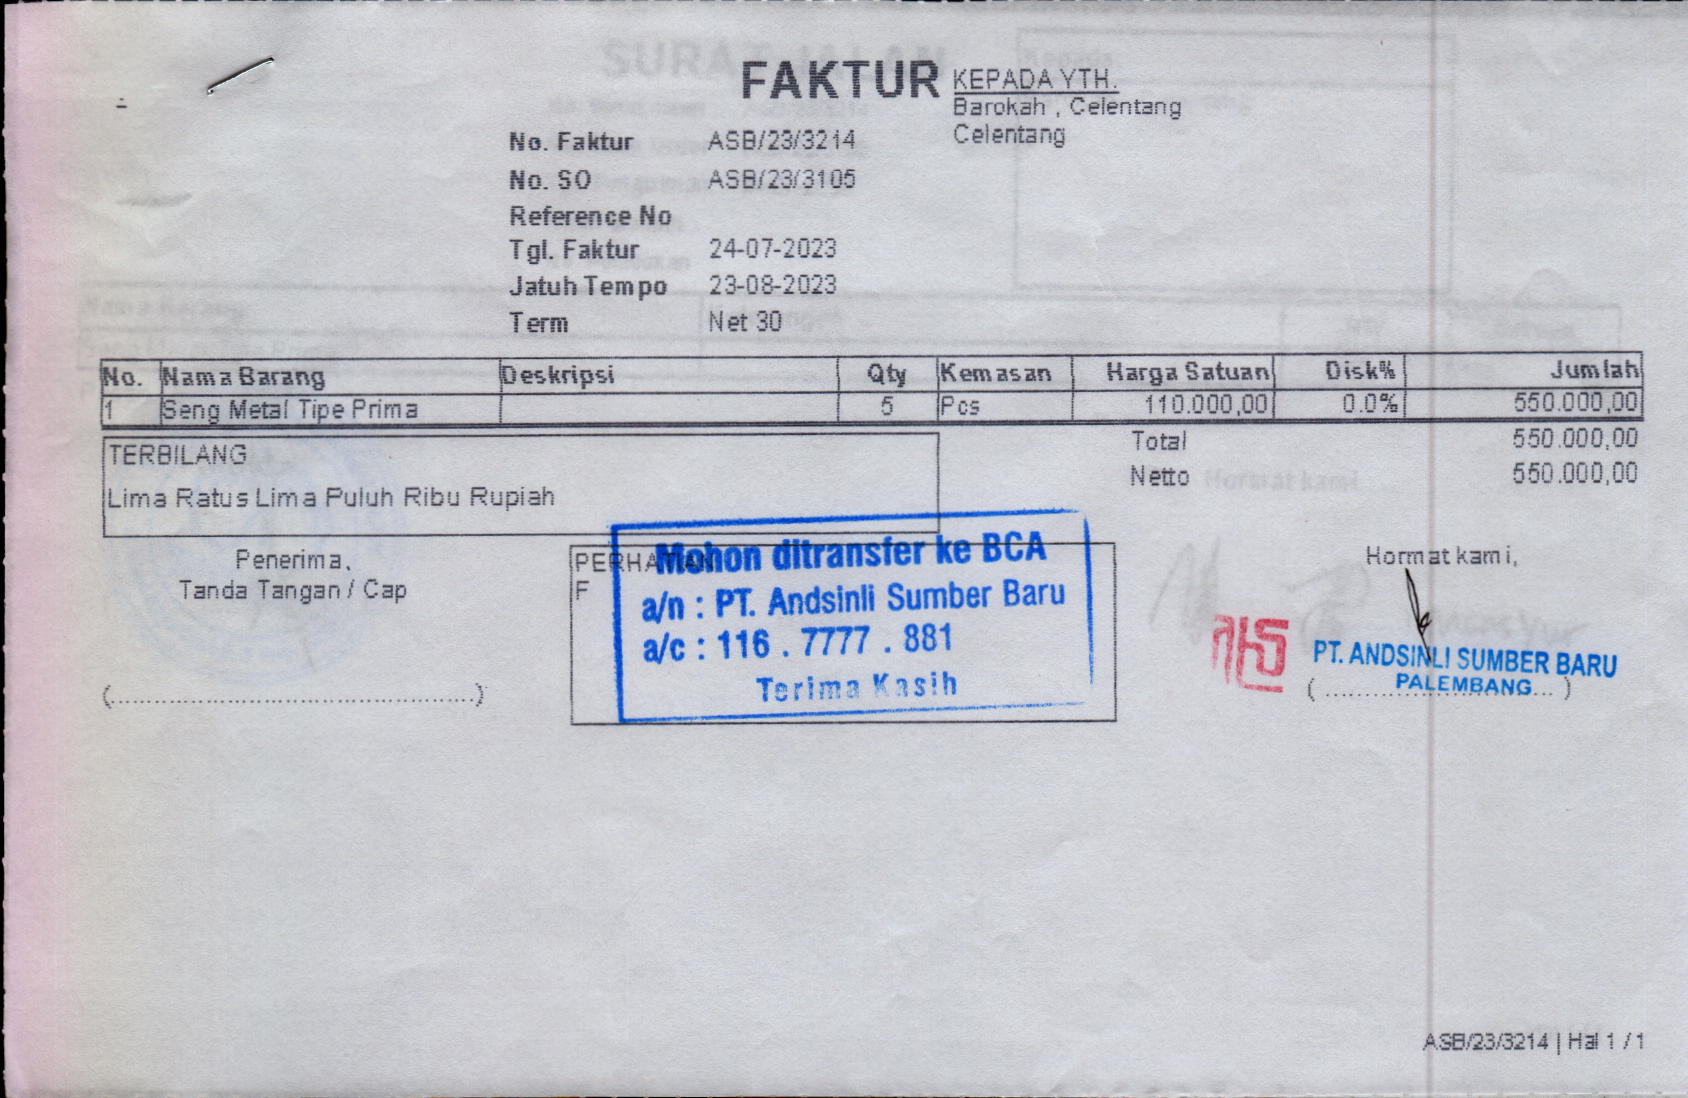 FAKTUR
KEPADA YTH.
Barokah , Celentang
Celentang
No. Faktur ASB/23/3214
No. SO ASB/23/3105
Reference No
Tgl. Faktur 24-07-2023
Jatuh Tempo 23-08-2023
Term Net 30
No. Nama Barang Deskripsi Qty Kemasan Harga Satuan Disk% Jumlah
1 Seng Metal Tipe Prima 5 Pcs 110.000,00 0.0% 550.000,00
Total 550.000,00
Netto 550.000,00
TERBILANG
Lima Ratus Lima Puluh Ribu Rupiah
Penerima,
Tanda Tangan / Cap
(................................................)
PERHATIAN
F
Mohon ditransfer ke BCA
a/n : PT. Andsinli Sumber Baru
a/c : 116 . 7777 . 881
Terima Kasih
Hormat kami,
PT. ANDSINLI SUMBER BARU
PALEMBANG
ASB/23/3214 | Hal 1 / 1